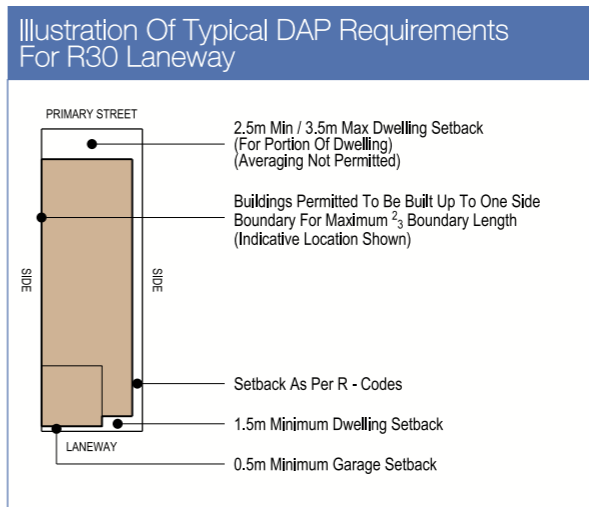 Illustration Of Typical DAP Requirements
For R30 Laneway
PRIMARY STREET
2.5m Min / 3.5m Max Dwelling Setback
(For Portion Of Dwelling)
(Averaging Not Permitted)
Buildings Permitted To Be Built Up To One Side
Boundary For Maximum ²₃ Boundary Length
(Indicative Location Shown)
SIDE
SIDE
Setback As Per R - Codes
1.5m Minimum Dwelling Setback
LANEWAY
0.5m Minimum Garage Setback